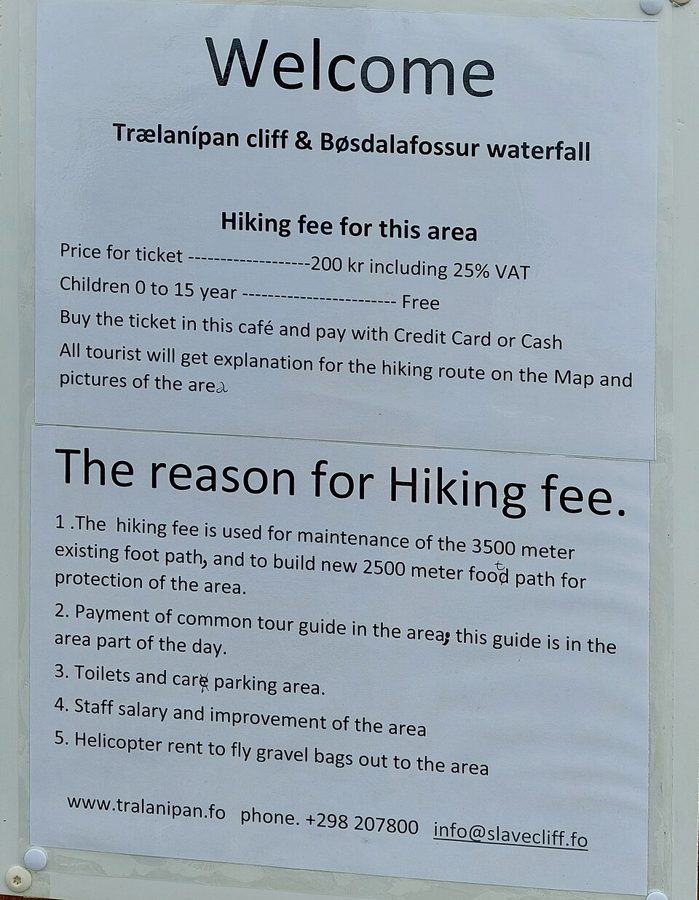 Welcome
Trælanípan cliff & Bøsdalafossur waterfall
Hiking fee for this area
Price for ticket -------------------200 kr including 25% VAT
Children 0 to 15 year ------------------------ Free
Buy the ticket in this café and pay with Credit Card or Cash
All tourist will get explanation for the hiking route on the Map and
pictures of the area
The reason for Hiking fee.
1 .The hiking fee is used for maintenance of the 3500 meter
existing foot path, and to build new 2500 meter foot path for
protection of the area.
2. Payment of common tour guide in the area, this guide is in the
area part of the day.
3. Toilets and car parking area.
4. Staff salary and improvement of the area
5. Helicopter rent to fly gravel bags out to the area
www.tralanipan.fo phone. +298 207800 info@slavecliff.fo